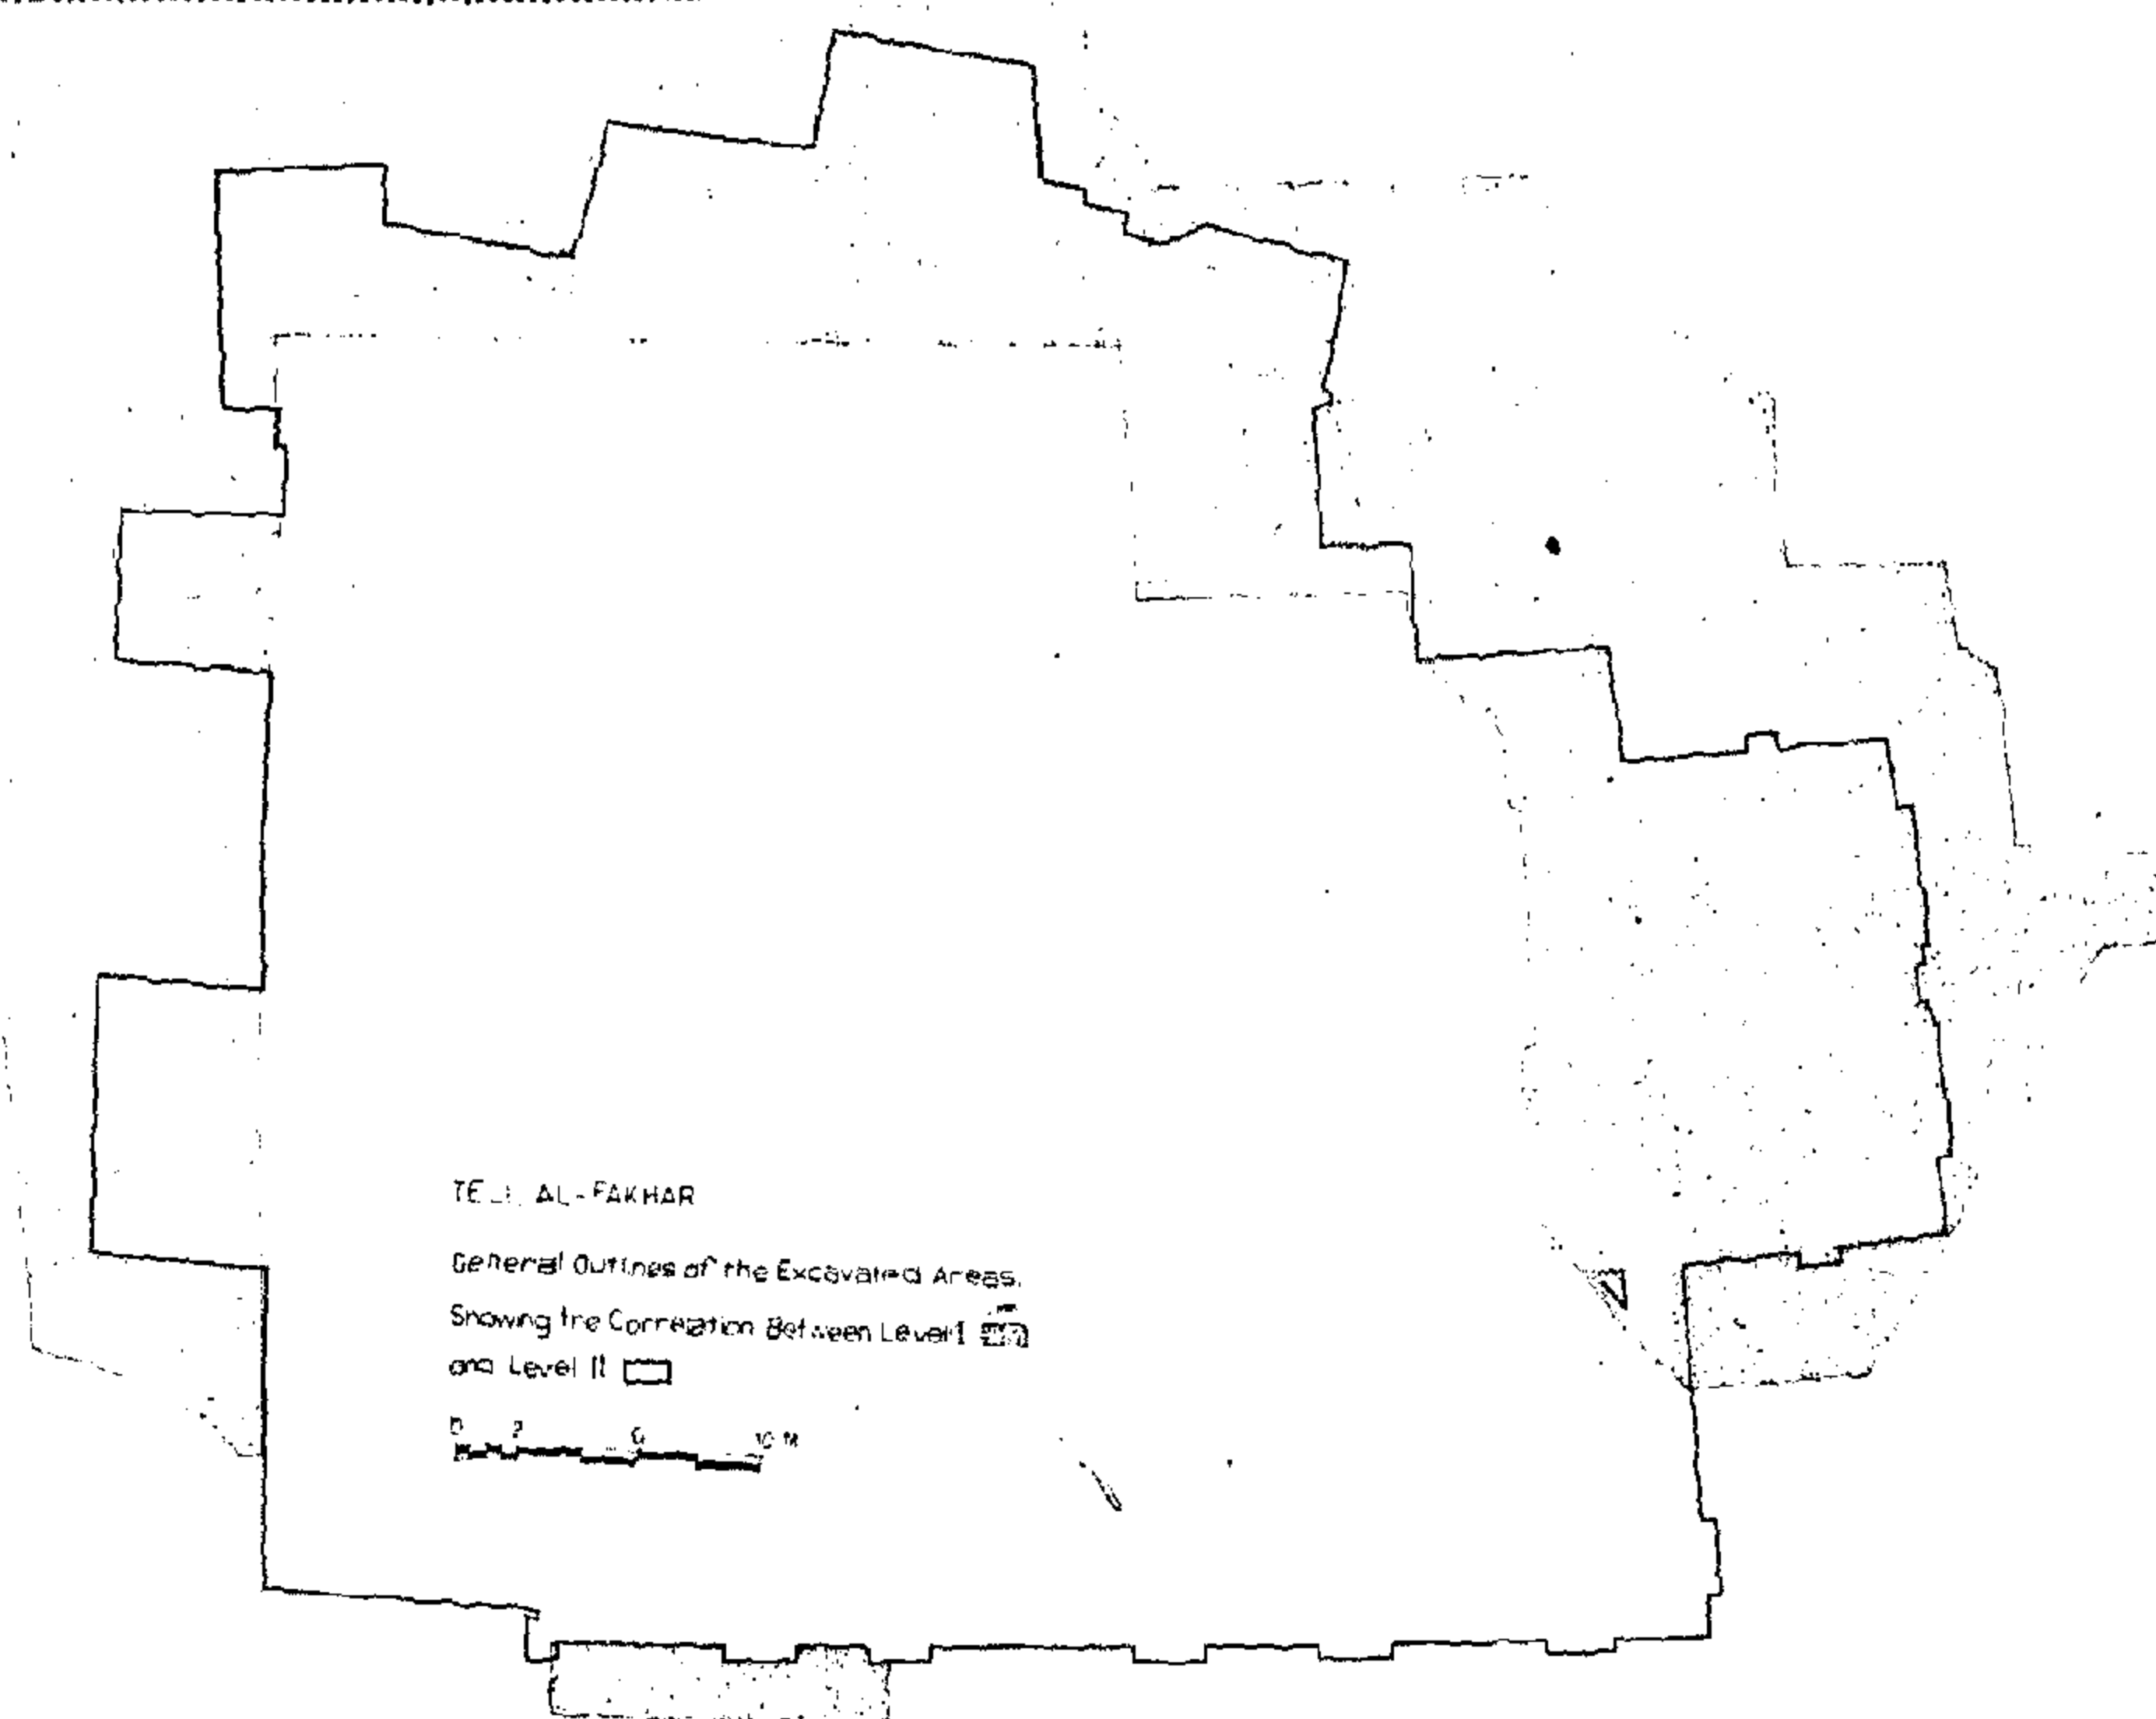 TELL AL-FAKHAR
General Outlines of the Excavated Areas,
Showing the Correlation Between Level I
and Level II
0 2 6 10 M